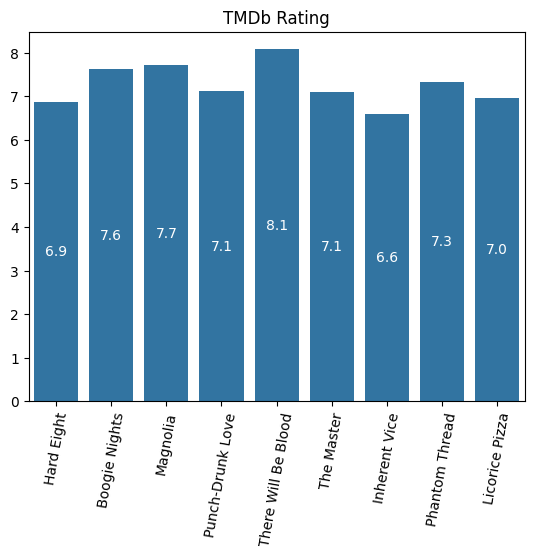 TMDb Rating
8
7
6
5
4
3
2
1
0
6.9
7.6
7.7
7.1
8.1
7.1
6.6
7.3
7.0
Hard Eight
Boogie Nights
Magnolia
Punch-Drunk Love
There Will Be Blood
The Master
Inherent Vice
Phantom Thread
Licorice Pizza